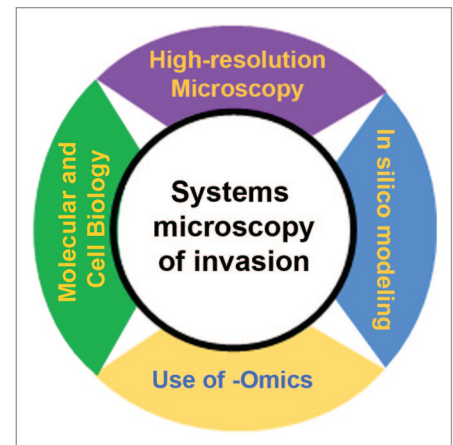 High-resolution
Microscopy
Molecular and
Cell Biology
Systems
microscopy
of invasion
In silico modeling
Use of -Omics